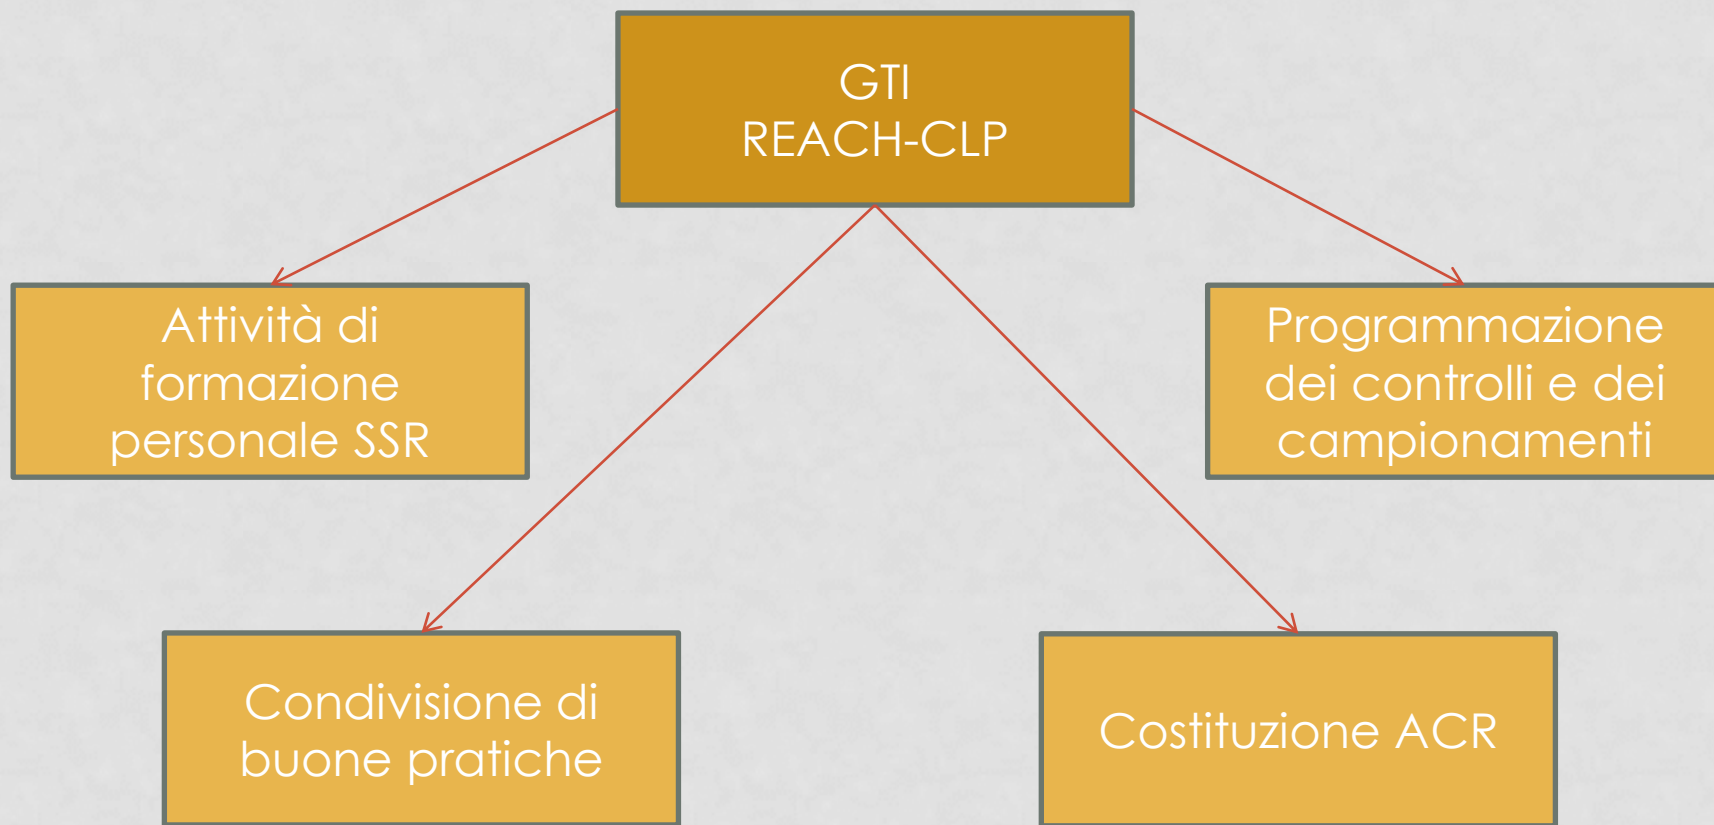 GTI
REACH-CLP
Attività di
formazione
personale SSR
Programmazione
dei controlli e dei
campionamenti
Condivisione di
buone pratiche
Costituzione ACR